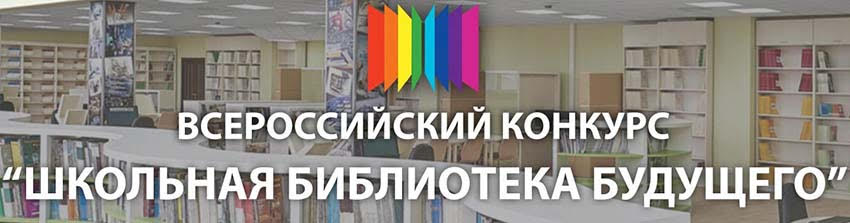 ВСЕРОССИЙСКИЙ КОНКУРС
“ШКОЛЬНАЯ БИБЛИОТЕКА БУДУЩЕГО”